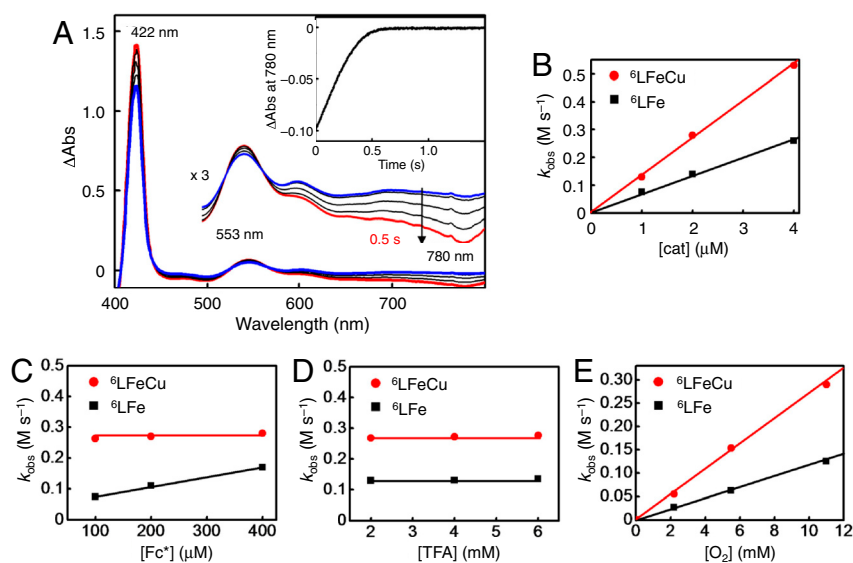 A
1.5
1.0
0.5
0
ΔAbs
422 nm
x 3
553 nm
0.5 s
780 nm
400
500
600
700
Wavelength (nm)
0
−0.05
−0.10
ΔAbs at 780 nm
0
0.5
1.0
Time (s)
B
⁶LFeCu
⁶LFe
0.5
0.4
0.3
0.2
0.1
0
k_obs (M s⁻¹)
0
1
2
3
4
[cat] (μM)
C
⁶LFeCu
⁶LFe
0.5
0.4
0.3
0.2
0.1
0
k_obs (M s⁻¹)
100
200
300
400
[Fc*] (μM)
D
⁶LFeCu
⁶LFe
0.5
0.4
0.3
0.2
0.1
0
k_obs (M s⁻¹)
2
3
4
5
6
[TFA] (mM)
E
⁶LFeCu
⁶LFe
0.30
0.25
0.20
0.15
0.10
0.05
0
k_obs (M s⁻¹)
0
2
4
6
8
10
12
[O₂] (mM)